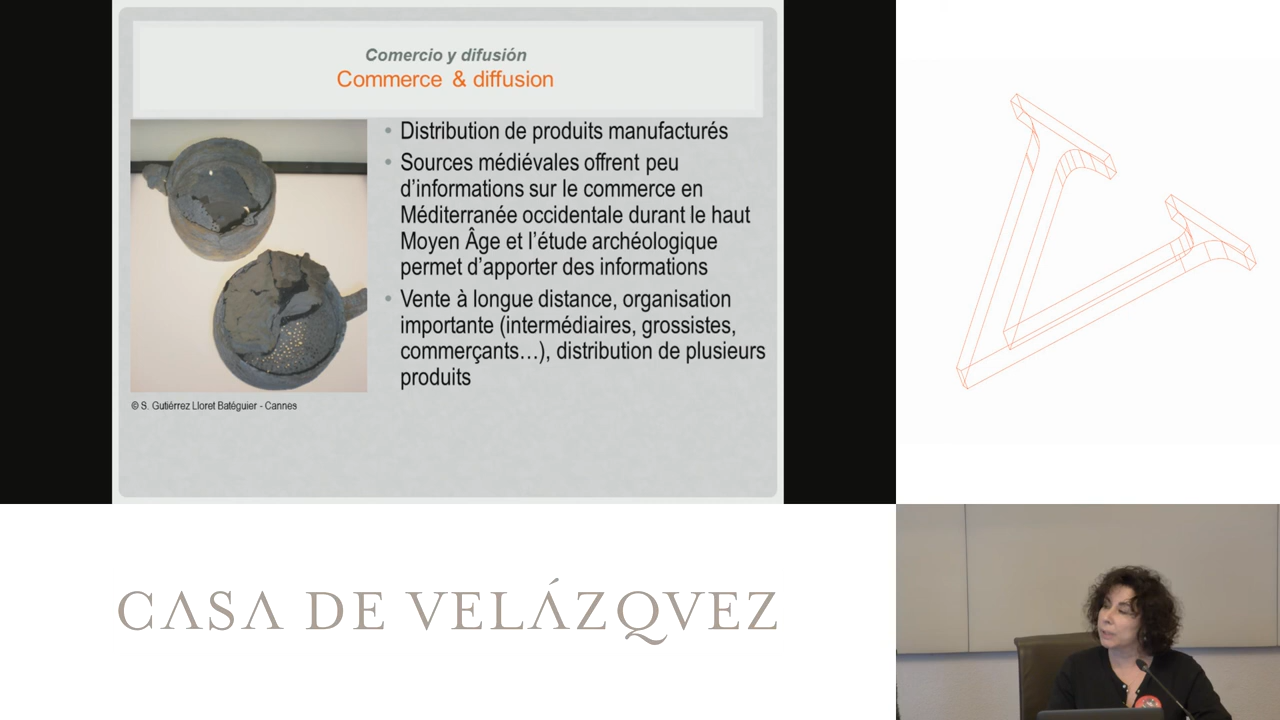 Comercio y difusión
Commerce & diffusion
• Distribution de produits manufacturés
• Sources médiévales offrent peu
d’informations sur le commerce en
Méditerranée occidentale durant le haut
Moyen Âge et l’étude archéologique
permet d’apporter des informations
• Vente à longue distance, organisation
importante (intermédiaires, grossistes,
commerçants…), distribution de plusieurs
produits
© S. Gutiérrez Lloret Batéguier - Cannes
CASA DE VELÁZQVEZ